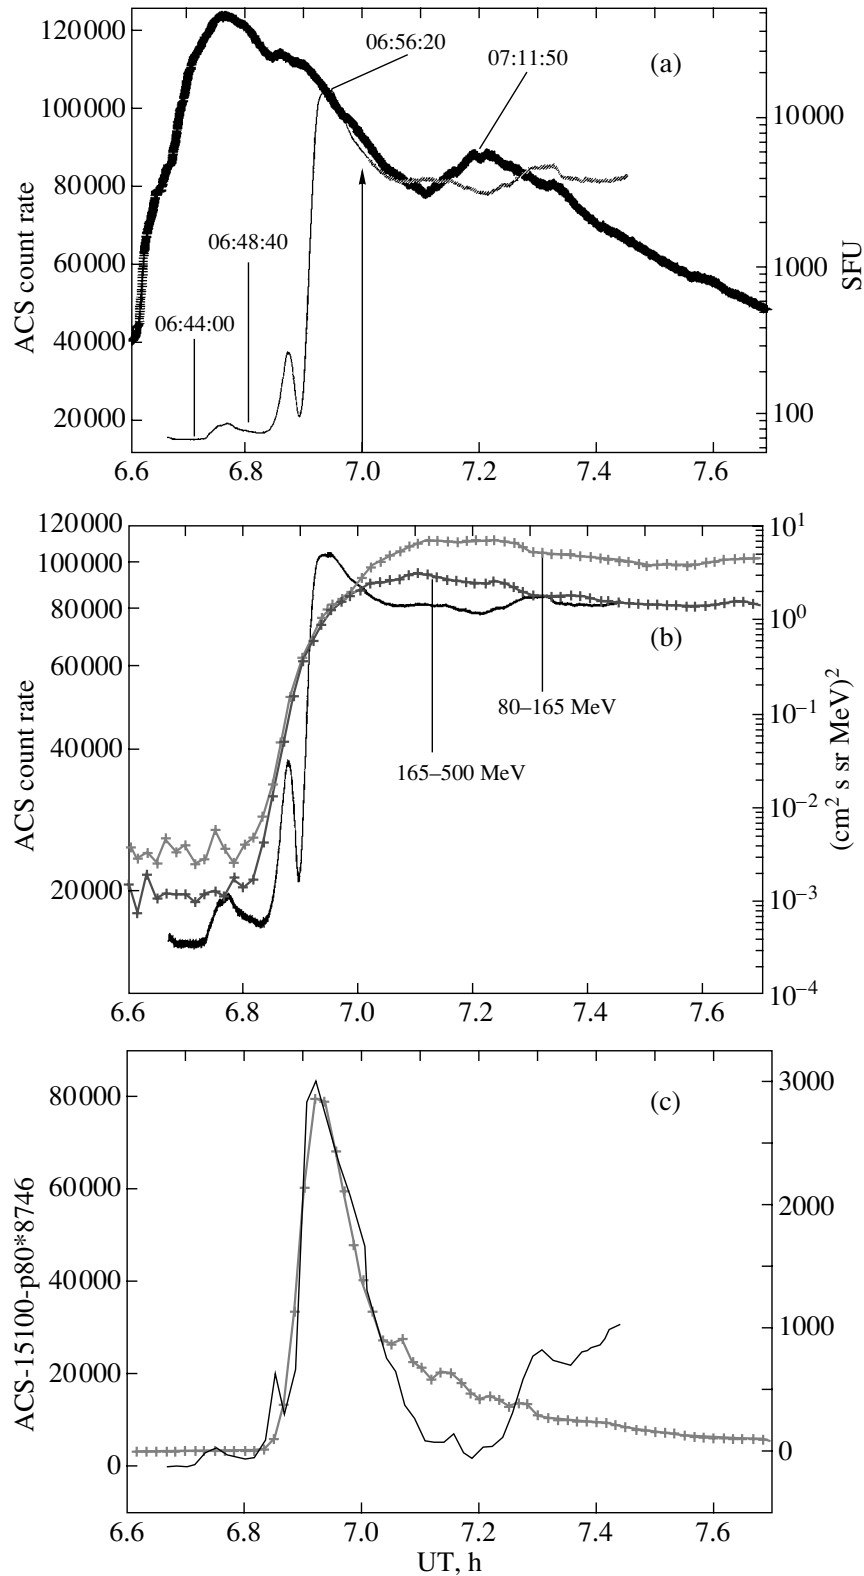 120000
100000
80000
60000
40000
20000
ACS count rate
06:56:20
07:11:50
(a)
06:48:40
06:44:00
10000
1000
100
SFU
6.6 6.8 7.0 7.2 7.4 7.6
120000
100000
80000
60000
40000
20000
ACS count rate
(b)
80–165 MeV
165–500 MeV
10¹
10⁰
10⁻¹
10⁻²
10⁻³
10⁻⁴
(cm² s sr MeV)²
6.6 6.8 7.0 7.2 7.4 7.6
80000
60000
40000
20000
0
ACS-15100-p80*8746
(c)
3000
2000
1000
0
6.6 6.8 7.0 7.2 7.4 7.6
UT, h